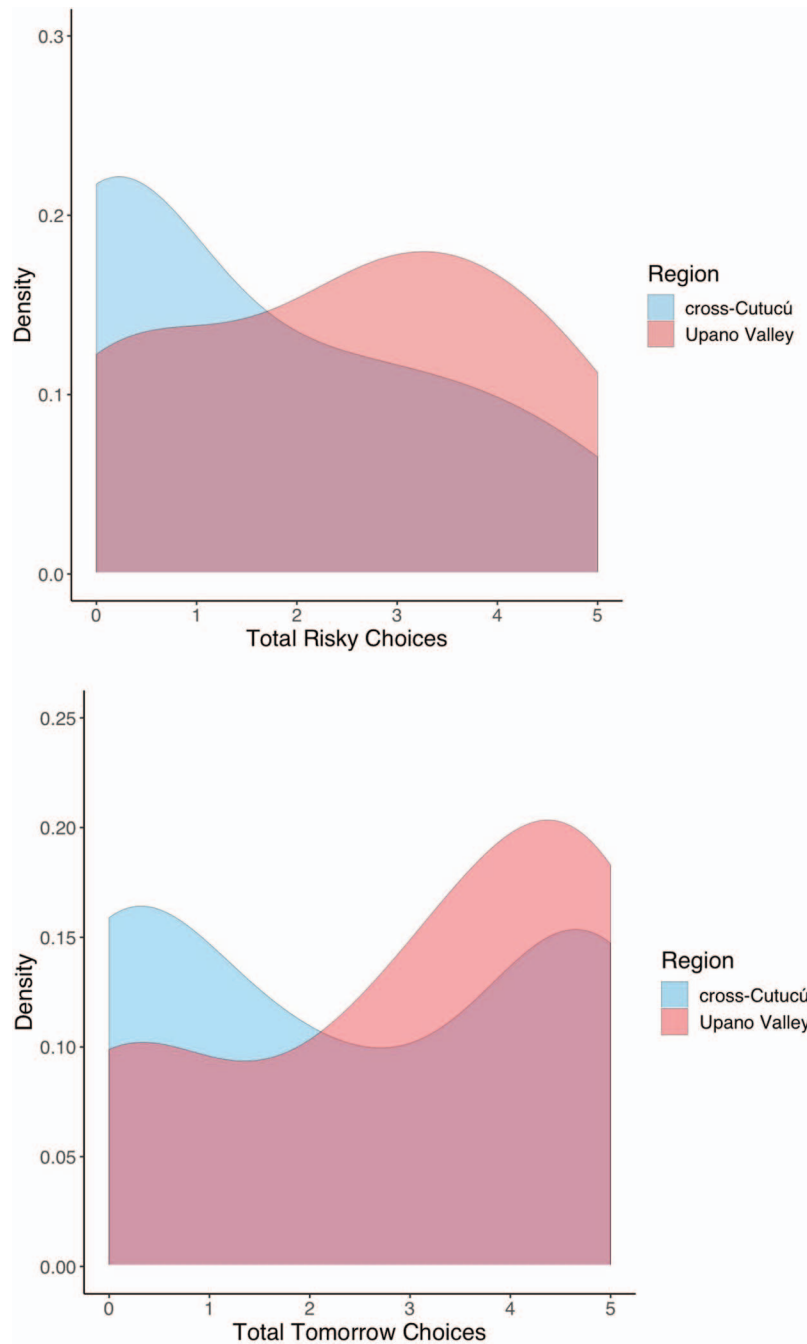 0.3
0.2
0.1
0.0
Density
0 1 2 3 4 5
Total Risky Choices
Region
cross-Cutucú
Upano Valley
0.25
0.20
0.15
0.10
0.05
0.00
Density
0 1 2 3 4 5
Total Tomorrow Choices
Region
cross-Cutucú
Upano Valley